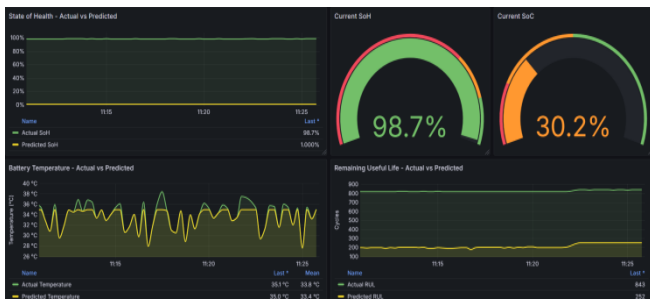 State of Health - Actual vs Predicted
100%
80%
60%
40%
20%
0%
11:15 11:20 11:25
Name Last *
Actual SoH 98.7%
Predicted SoH 1.000%
Current SoH
98.7%
Current SoC
30.2%
Battery Temperature - Actual vs Predicted
Temperature (°C)
40 °C
38 °C
36 °C
34 °C
32 °C
30 °C
28 °C
26 °C
11:15 11:20 11:25
Name Last * Mean
Actual Temperature 35.1 °C 33.8 °C
Predicted Temperature 35.0 °C 33.4 °C
Remaining Useful Life - Actual vs Predicted
Cycles
900
800
700
600
500
400
300
200
100
11:15 11:20 11:25
Name Last *
Actual RUL 843
Predicted RUL 252